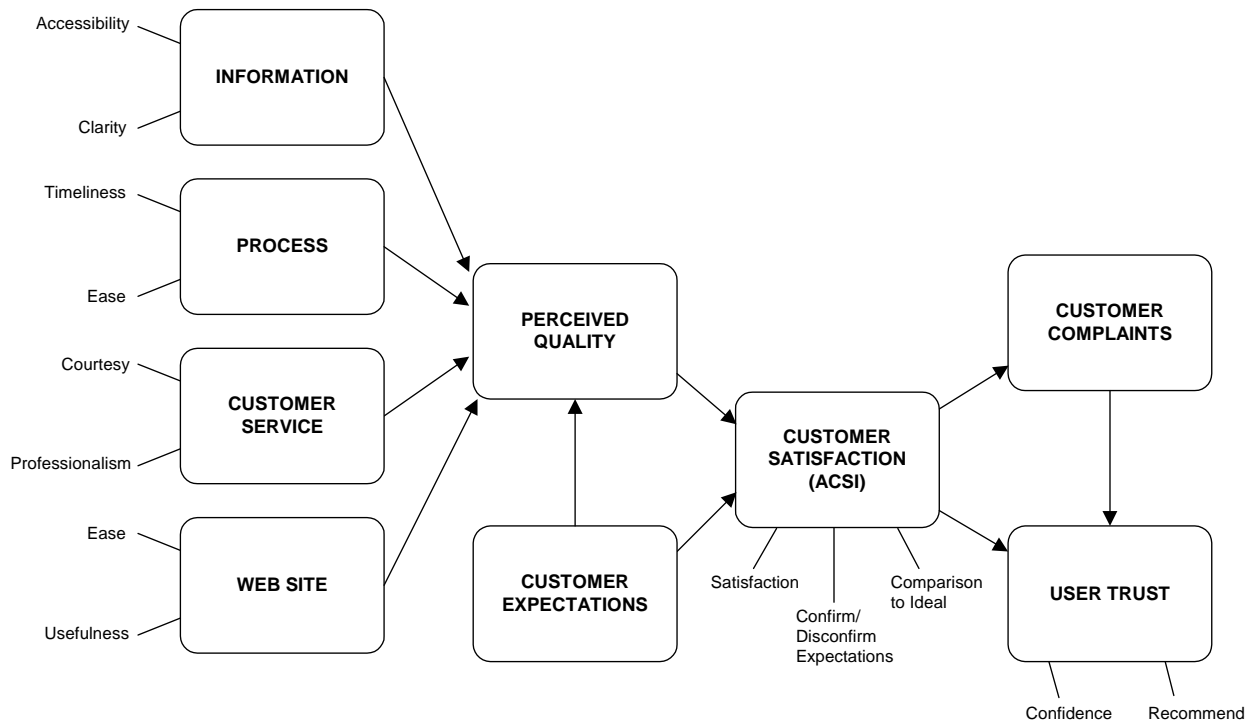 Accessibility
INFORMATION
Clarity
Timeliness
PROCESS
Ease
Courtesy
CUSTOMER
SERVICE
Professionalism
Ease
WEB SITE
Usefulness
PERCEIVED
QUALITY
CUSTOMER
EXPECTATIONS
CUSTOMER
SATISFACTION
(ACSI)
Satisfaction
Confirm/
Disconfirm
Expectations
Comparison
to Ideal
CUSTOMER
COMPLAINTS
USER TRUST
Confidence
Recommend